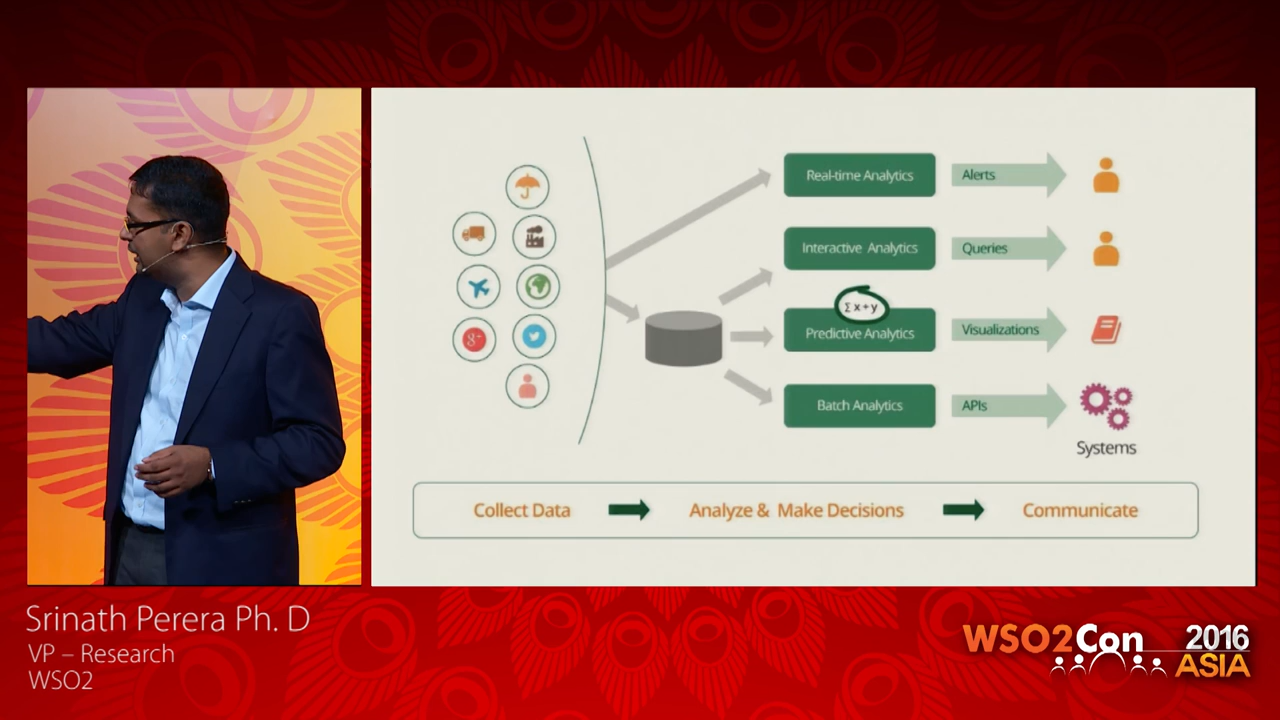 Real-time Analytics
Alerts
Interactive Analytics
Queries
Σx+y
Predictive Analytics
Visualizations
g+
Batch Analytics
APIs
Systems
Collect Data
Analyze & Make Decisions
Communicate
Srinath Perera Ph. D
VP – Research
WSO2
WSO2Con 2016
ASIA